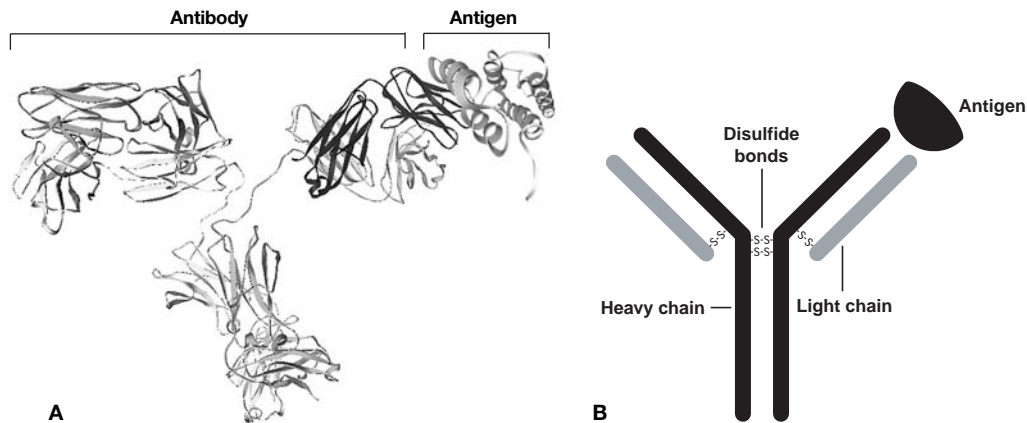 Antibody
Antigen
A
Antigen
Disulfide
bonds
-S-S-
-S-S-
-S-S-
-S-S-
Heavy chain
Light chain
B